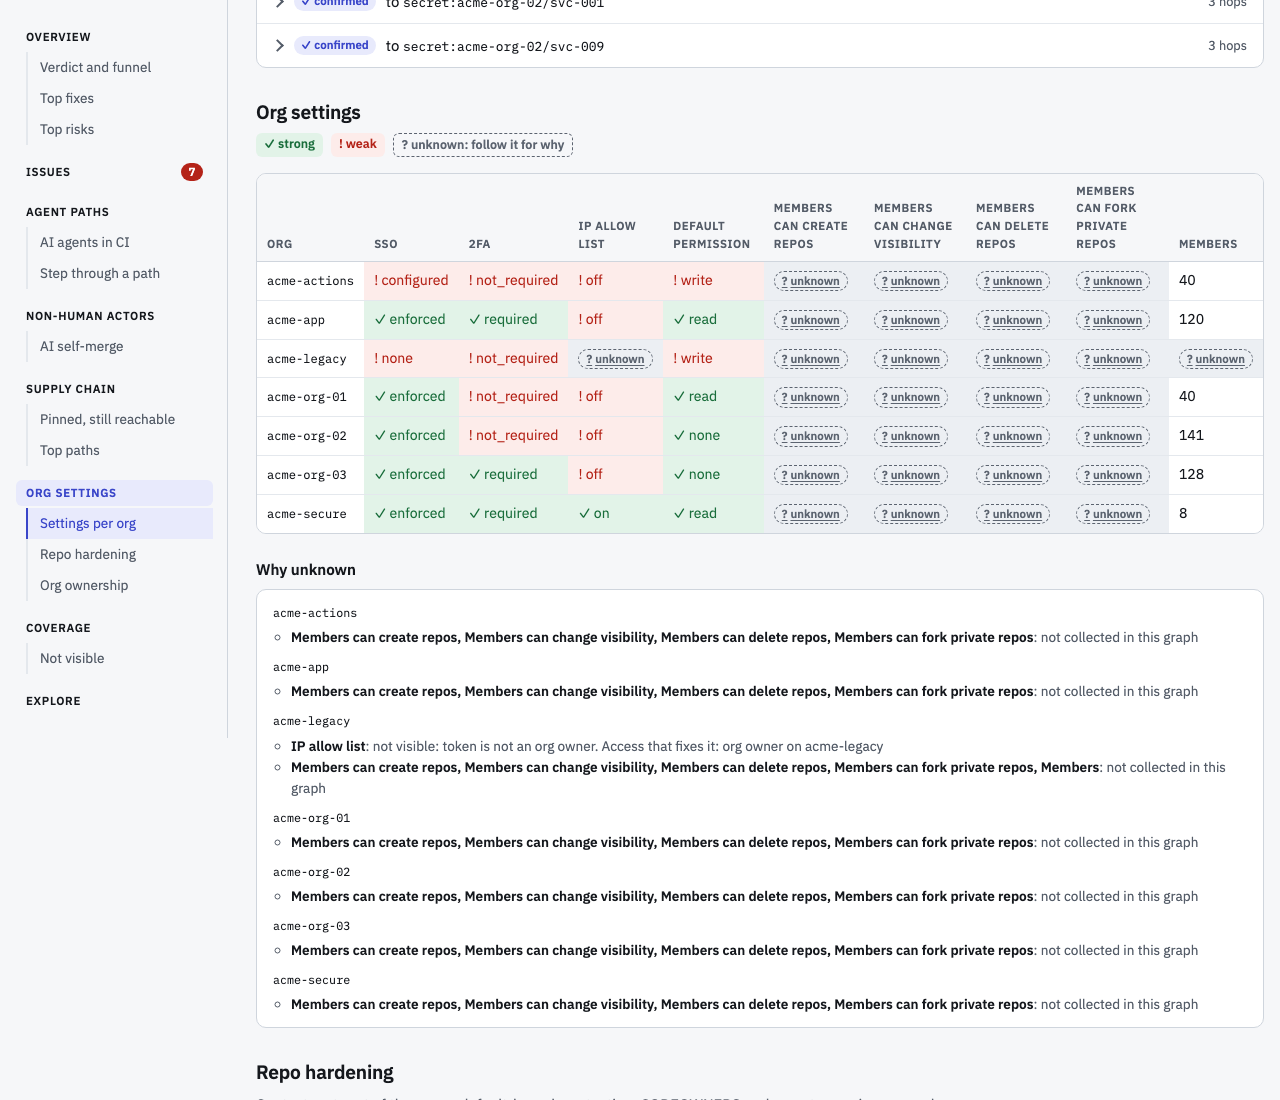 OVERVIEW
Verdict and funnel
Top fixes
Top risks
ISSUES 7
AGENT PATHS
AI agents in CI
Step through a path
NON-HUMAN ACTORS
AI self-merge
SUPPLY CHAIN
Pinned, still reachable
Top paths
ORG SETTINGS
Settings per org
Repo hardening
Org ownership
COVERAGE
Not visible
EXPLORE
✓ confirmed to secret:acme-org-02/svc-001 3 hops
✓ confirmed to secret:acme-org-02/svc-009 3 hops
Org settings
✓ strong ! weak ? unknown: follow it for why
ORG SSO 2FA IP ALLOW LIST DEFAULT PERMISSION MEMBERS CAN CREATE REPOS MEMBERS CAN CHANGE VISIBILITY MEMBERS CAN DELETE REPOS MEMBERS CAN FORK PRIVATE REPOS MEMBERS
acme-actions ! configured ! not_required ! off ! write ? unknown ? unknown ? unknown ? unknown 40
acme-app ✓ enforced ✓ required ! off ✓ read ? unknown ? unknown ? unknown ? unknown 120
acme-legacy ! none ! not_required ? unknown ! write ? unknown ? unknown ? unknown ? unknown ? unknown
acme-org-01 ✓ enforced ! not_required ! off ✓ read ? unknown ? unknown ? unknown ? unknown 40
acme-org-02 ✓ enforced ! not_required ! off ✓ none ? unknown ? unknown ? unknown ? unknown 141
acme-org-03 ✓ enforced ✓ required ! off ✓ none ? unknown ? unknown ? unknown ? unknown 128
acme-secure ✓ enforced ✓ required ✓ on ✓ read ? unknown ? unknown ? unknown ? unknown 8
Why unknown
acme-actions
Members can create repos, Members can change visibility, Members can delete repos, Members can fork private repos: not collected in this graph
acme-app
Members can create repos, Members can change visibility, Members can delete repos, Members can fork private repos: not collected in this graph
acme-legacy
IP allow list: not visible: token is not an org owner. Access that fixes it: org owner on acme-legacy
Members can create repos, Members can change visibility, Members can delete repos, Members can fork private repos, Members: not collected in this
graph
acme-org-01
Members can create repos, Members can change visibility, Members can delete repos, Members can fork private repos: not collected in this graph
acme-org-02
Members can create repos, Members can change visibility, Members can delete repos, Members can fork private repos: not collected in this graph
acme-org-03
Members can create repos, Members can change visibility, Members can delete repos, Members can fork private repos: not collected in this graph
acme-secure
Members can create repos, Members can change visibility, Members can delete repos, Members can fork private repos: not collected in this graph
Repo hardening